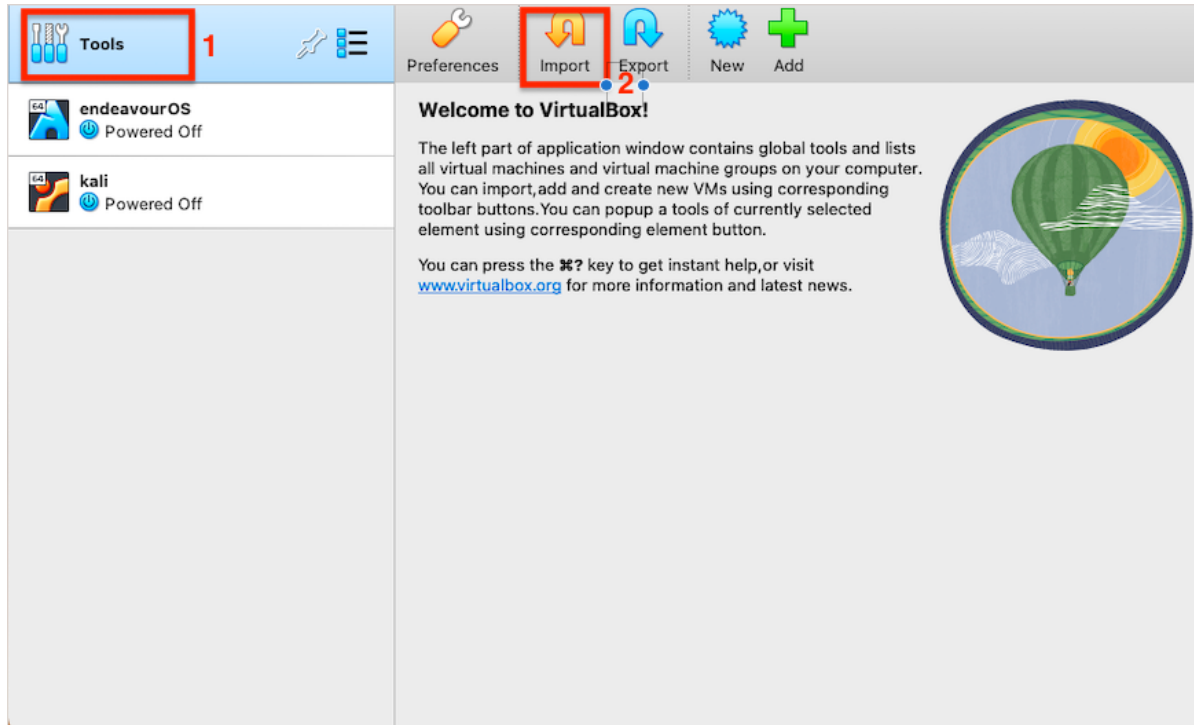 Tools
1
Preferences
Import
Export
New
Add
2
64
endeavourOS
Powered Off
64
kali
Powered Off
Welcome to VirtualBox!
The left part of application window contains global tools and lists
all virtual machines and virtual machine groups on your computer.
You can import,add and create new VMs using corresponding
toolbar buttons.You can popup a tools of currently selected
element using corresponding element button.
You can press the ⌘? key to get instant help,or visit
www.virtualbox.org for more information and latest news.